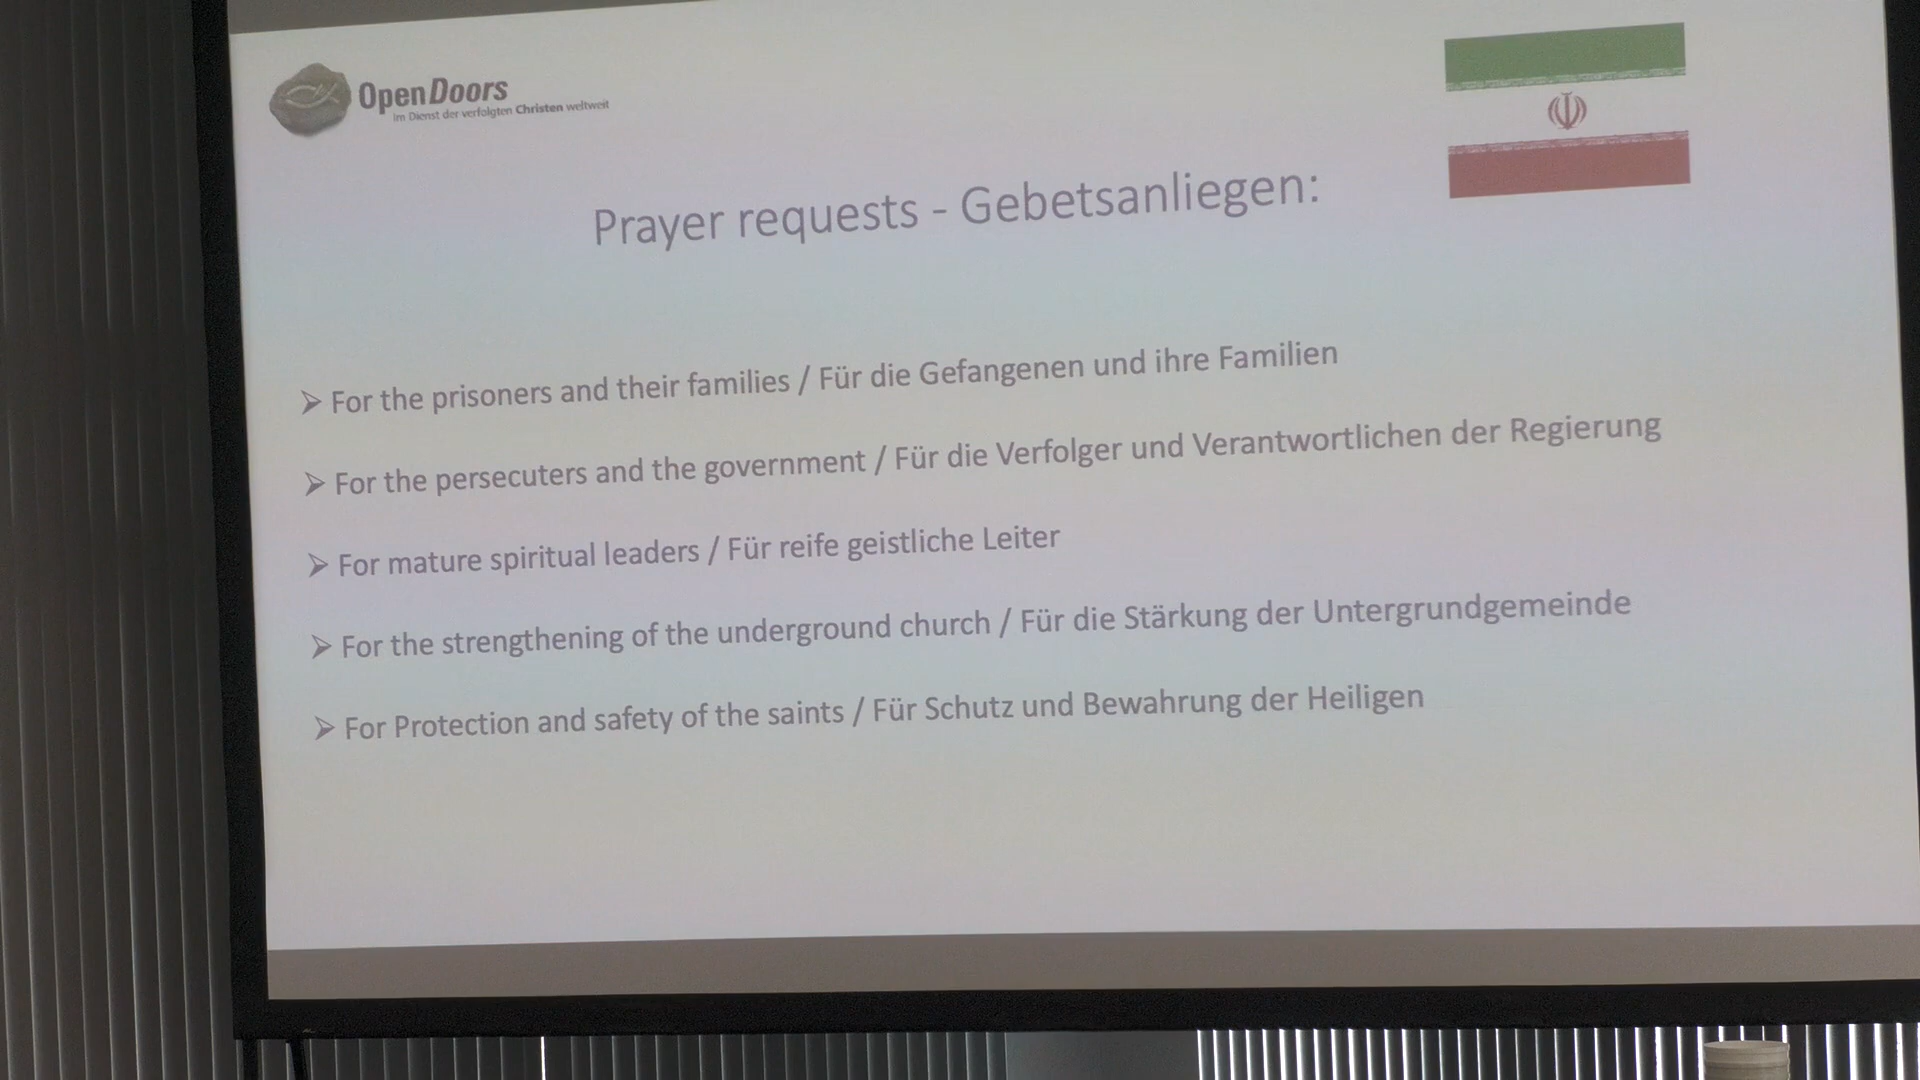 OpenDoors
Im Dienst der verfolgten Christen weltweit
Prayer requests - Gebetsanliegen:
➢ For the prisoners and their families / Für die Gefangenen und ihre Familien
➢ For the persecuters and the government / Für die Verfolger und Verantwortlichen der Regierung
➢ For mature spiritual leaders / Für reife geistliche Leiter
➢ For the strengthening of the underground church / Für die Stärkung der Untergrundgemeinde
➢ For Protection and safety of the saints / Für Schutz und Bewahrung der Heiligen